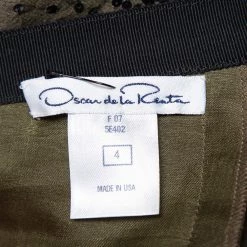 Oscar de la Renta
F 07
5E402
4
MADE IN USA